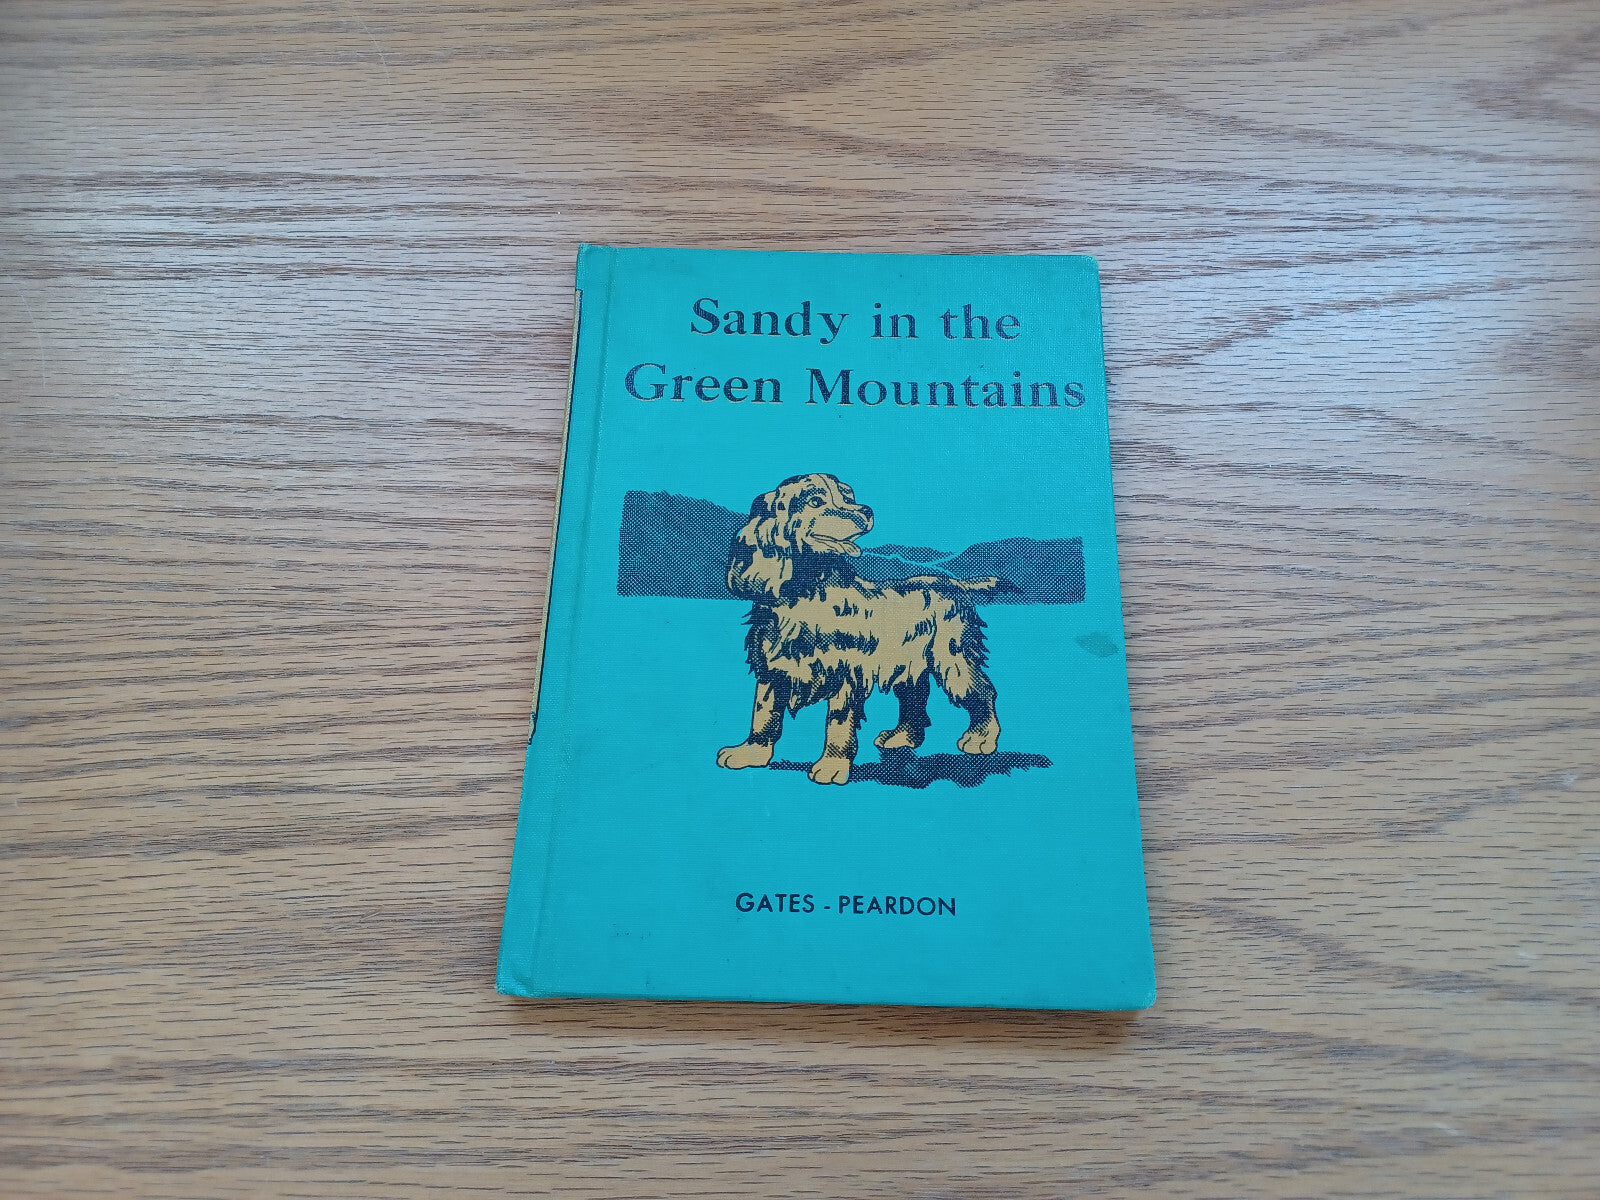 Sandy in the
Green Mountains
GATES - PEARDON